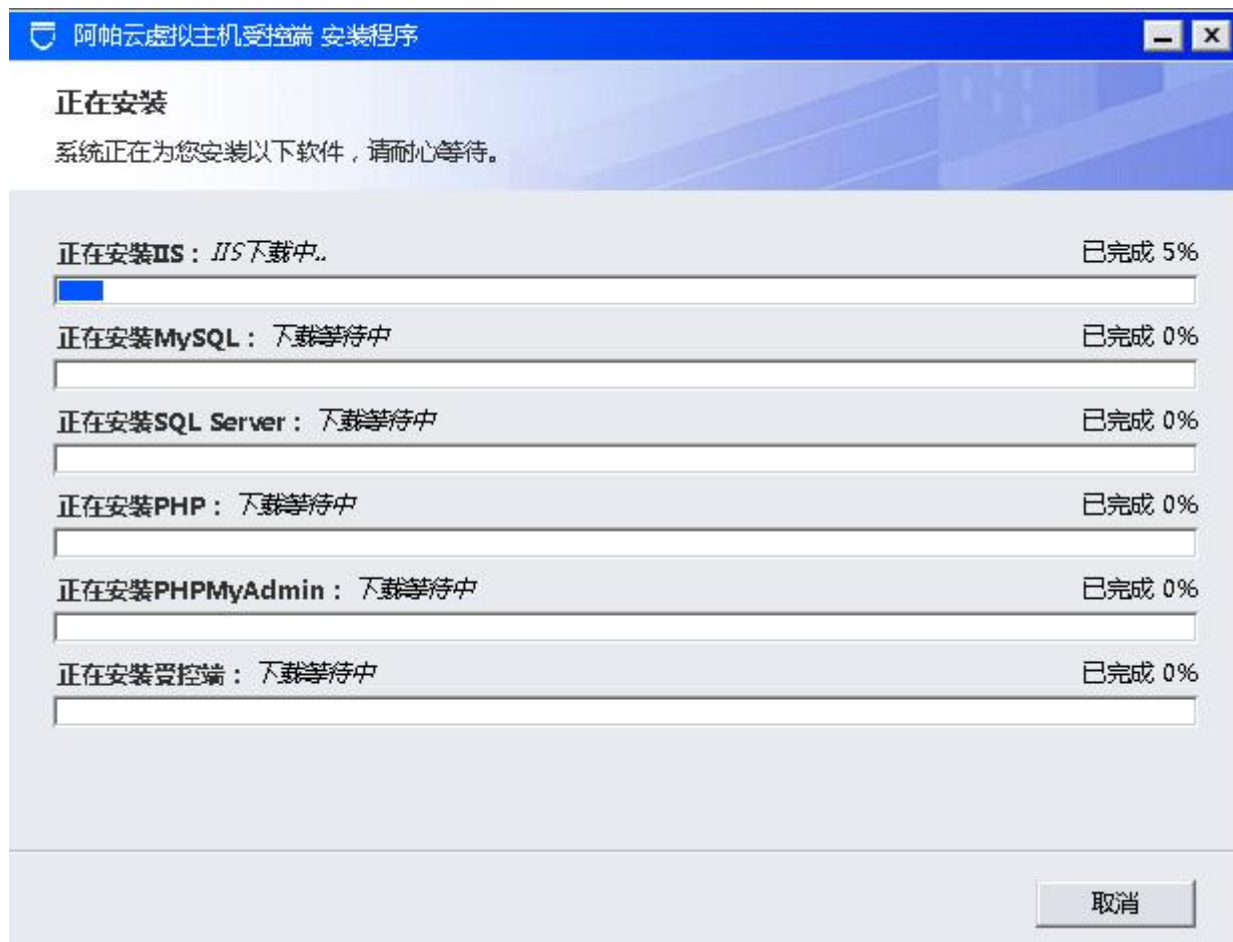 阿帕云虚拟主机受控端 安装程序
正在安装
系统正在为您安装以下软件，请耐心等待。
正在安装IIS： IIS下载中.. 已完成 5%
正在安装MySQL： 下载等待中 已完成 0%
正在安装SQL Server： 下载等待中 已完成 0%
正在安装PHP： 下载等待中 已完成 0%
正在安装PHPMyAdmin： 下载等待中 已完成 0%
正在安装受控端： 下载等待中 已完成 0%
取消